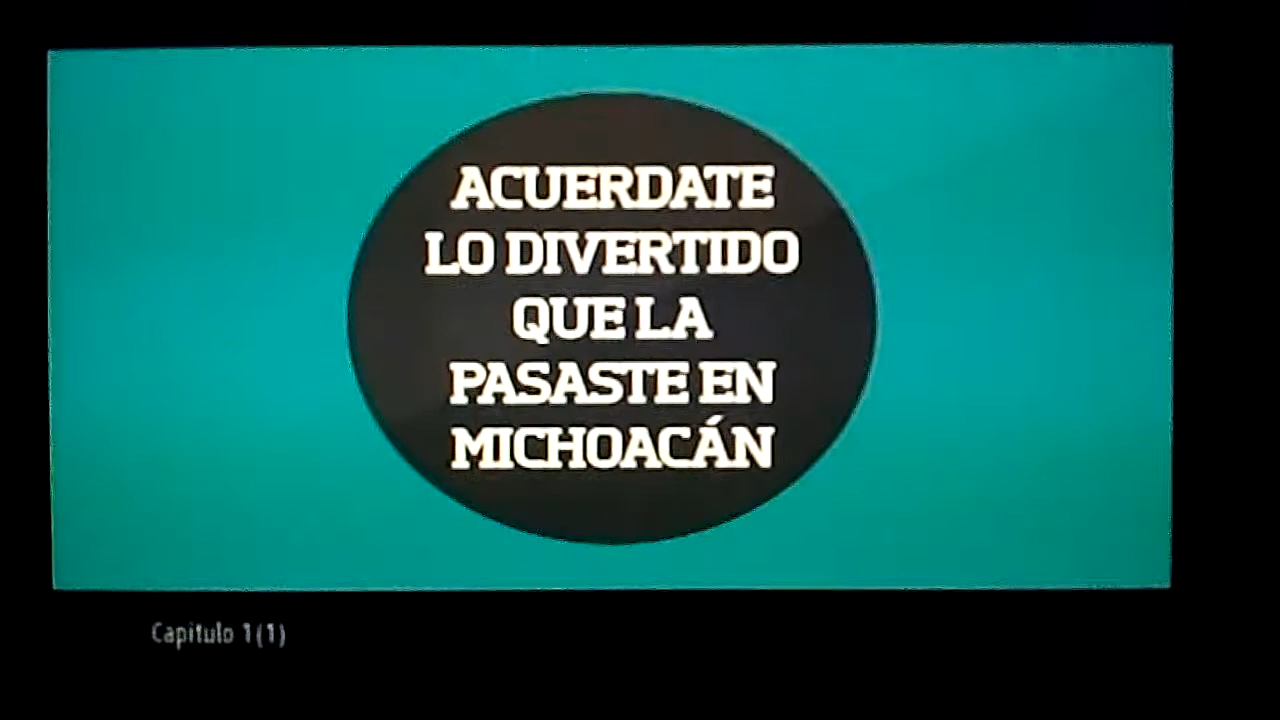 ACUERDATE
LO DIVERTIDO
QUE LA
PASASTE EN
MICHOACÁN
Capitulo 1(1)